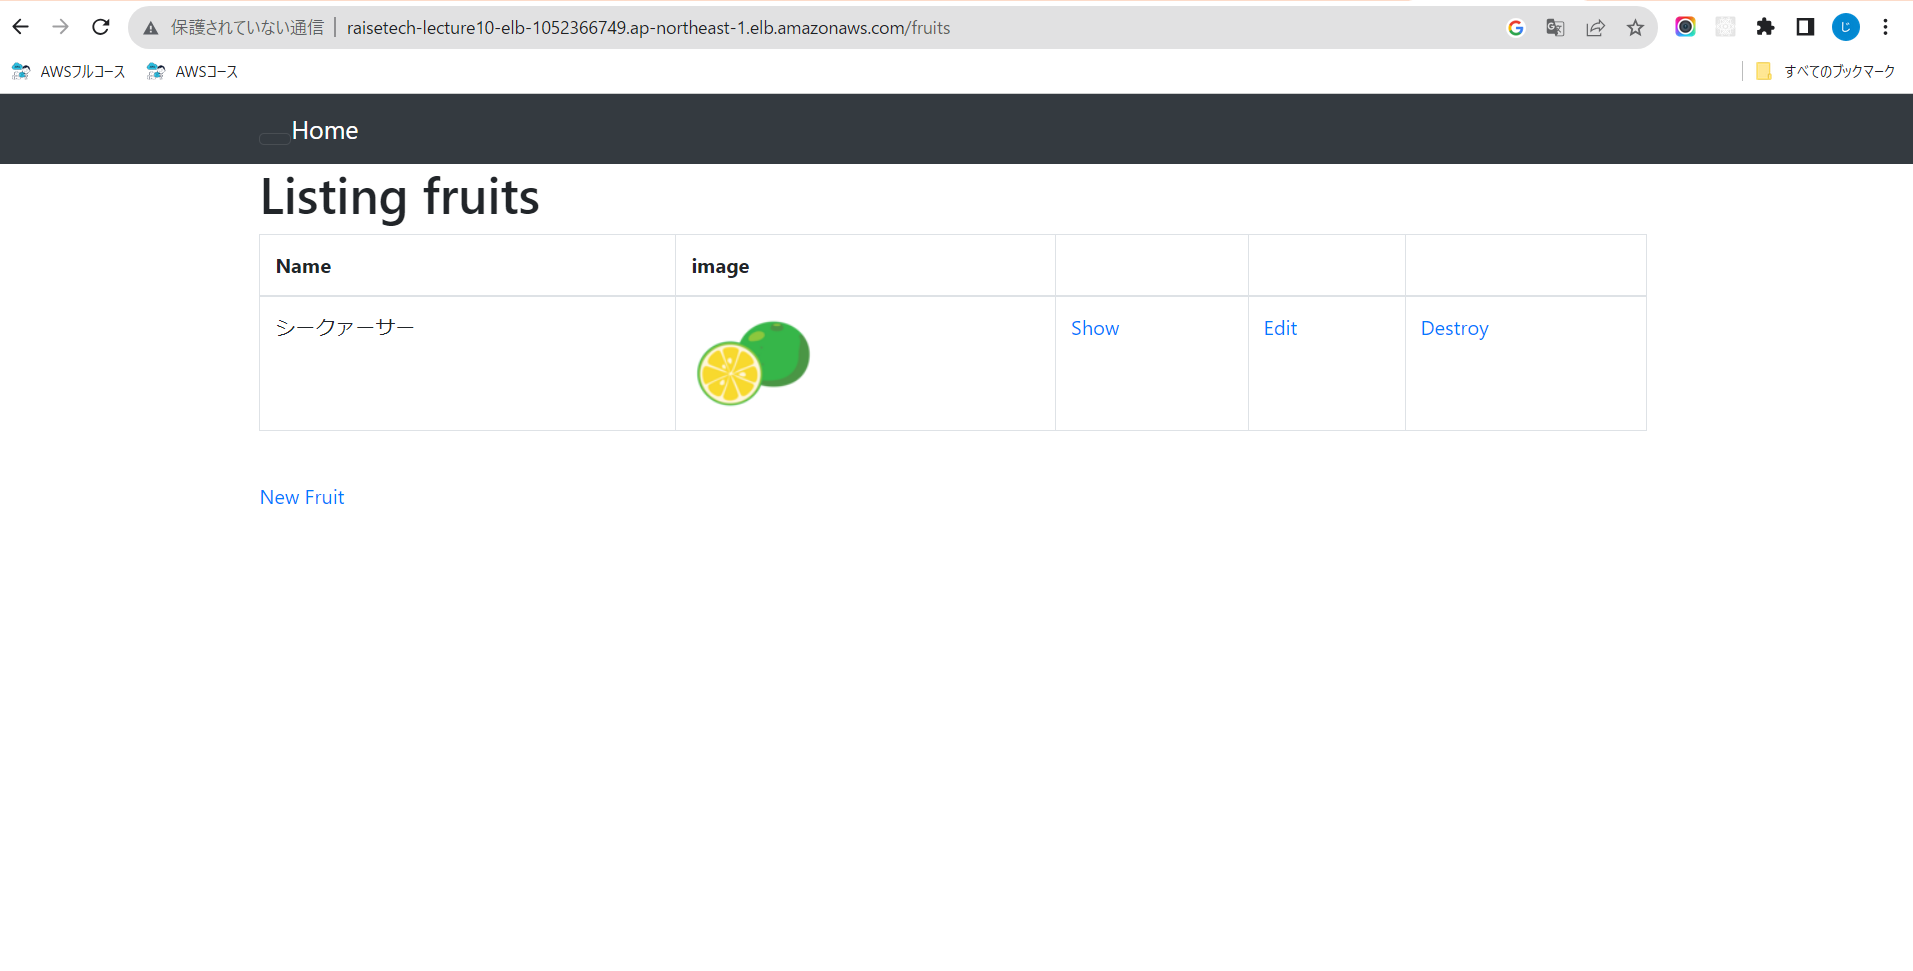 保護されていない通信 raisetech-lecture10-elb-1052366749.ap-northeast-1.elb.amazonaws.com/fruits じ
AWSフルコース AWSコース すべてのブックマーク
Home
Listing fruits
Name image
シークァーサー Show Edit Destroy
New Fruit